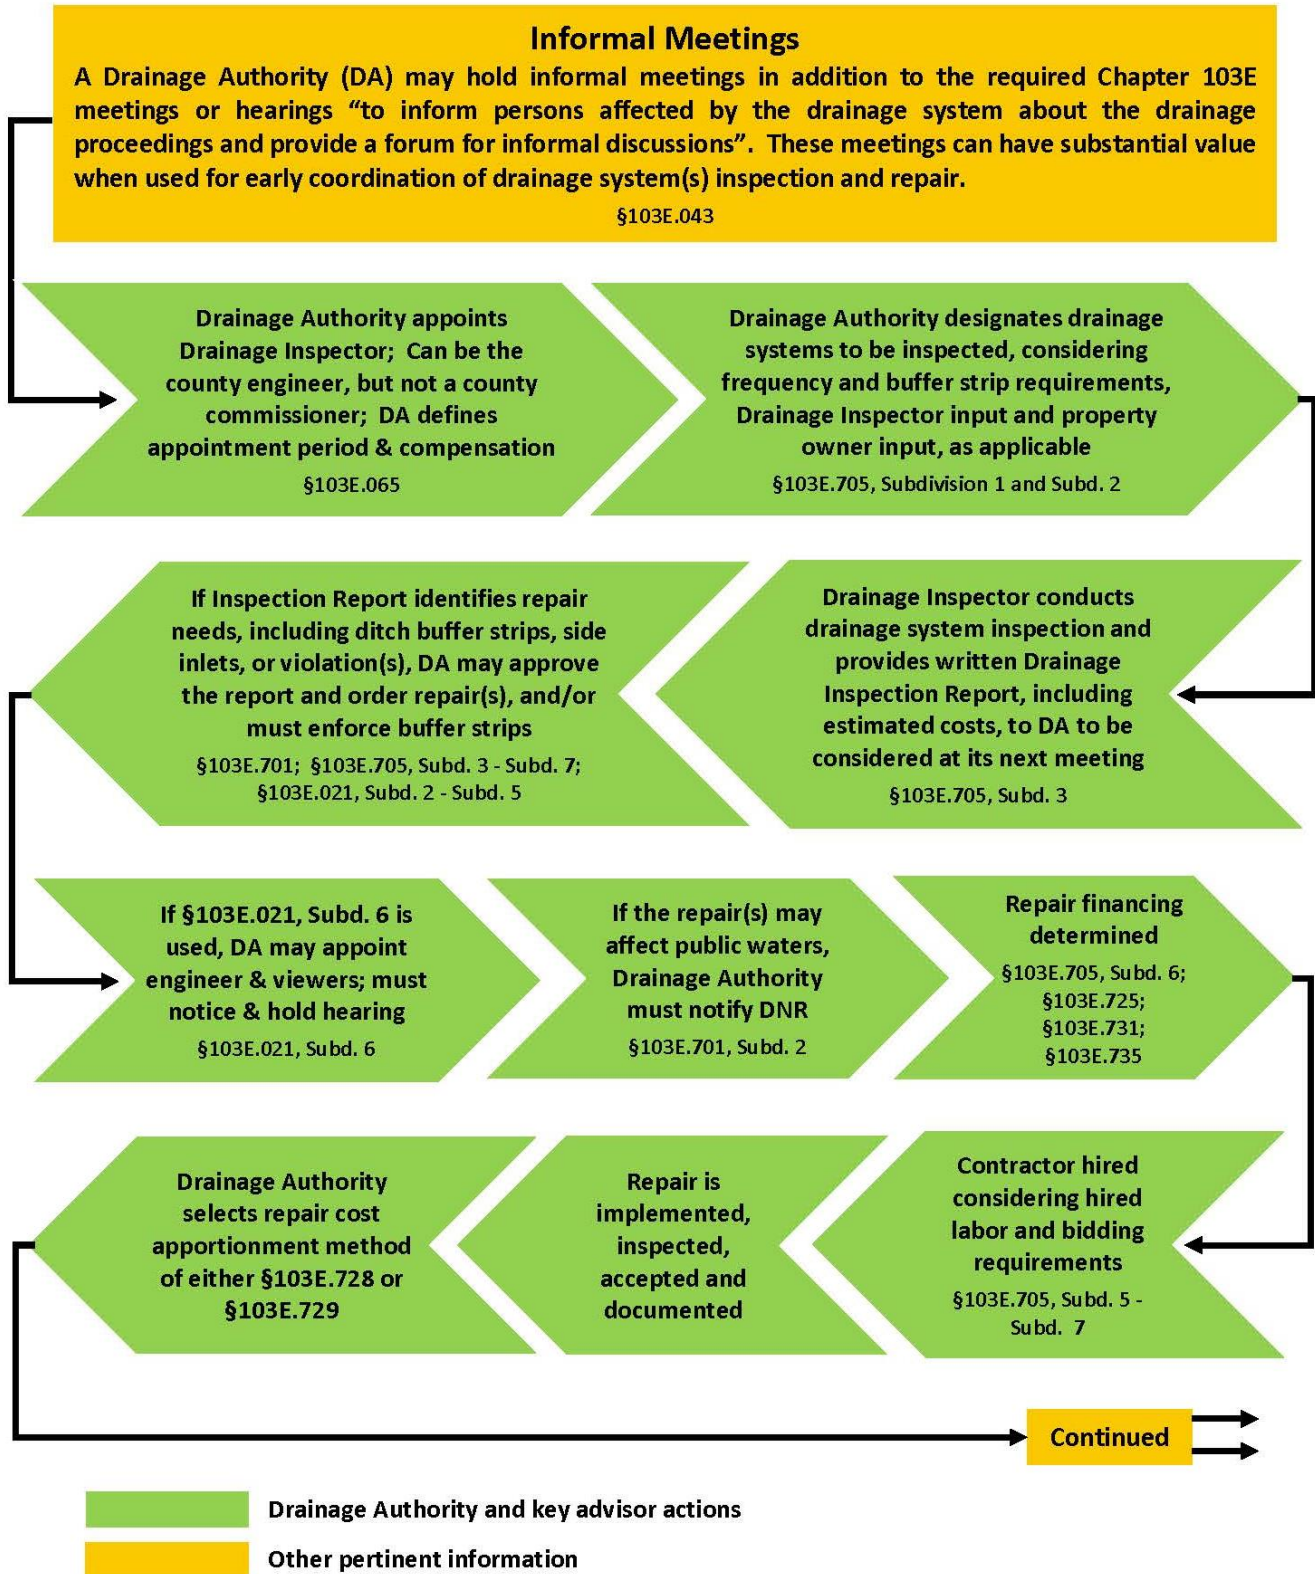 Informal Meetings
A Drainage Authority (DA) may hold informal meetings in addition to the required Chapter 103E
meetings or hearings “to inform persons affected by the drainage system about the drainage
proceedings and provide a forum for informal discussions”. These meetings can have substantial value
when used for early coordination of drainage system(s) inspection and repair.
§103E.043
Drainage Authority appoints
Drainage Inspector; Can be the
county engineer, but not a county
commissioner; DA defines
appointment period & compensation
§103E.065
Drainage Authority designates drainage
systems to be inspected, considering
frequency and buffer strip requirements,
Drainage Inspector input and property
owner input, as applicable
§103E.705, Subdivision 1 and Subd. 2
Drainage Inspector conducts
drainage system inspection and
provides written Drainage
Inspection Report, including
estimated costs, to DA to be
considered at its next meeting
§103E.705, Subd. 3
If Inspection Report identifies repair
needs, including ditch buffer strips, side
inlets, or violation(s), DA may approve
the report and order repair(s), and/or
must enforce buffer strips
§103E.701; §103E.705, Subd. 3 - Subd. 7;
§103E.021, Subd. 2 - Subd. 5
If §103E.021, Subd. 6 is
used, DA may appoint
engineer & viewers; must
notice & hold hearing
§103E.021, Subd. 6
If the repair(s) may
affect public waters,
Drainage Authority
must notify DNR
§103E.701, Subd. 2
Repair financing
determined
§103E.705, Subd. 6;
§103E.725;
§103E.731;
§103E.735
Contractor hired
considering hired
labor and bidding
requirements
§103E.705, Subd. 5 -
Subd. 7
Repair is
implemented,
inspected,
accepted and
documented
Drainage Authority
selects repair cost
apportionment method
of either §103E.728 or
§103E.729
Continued
Drainage Authority and key advisor actions
Other pertinent information